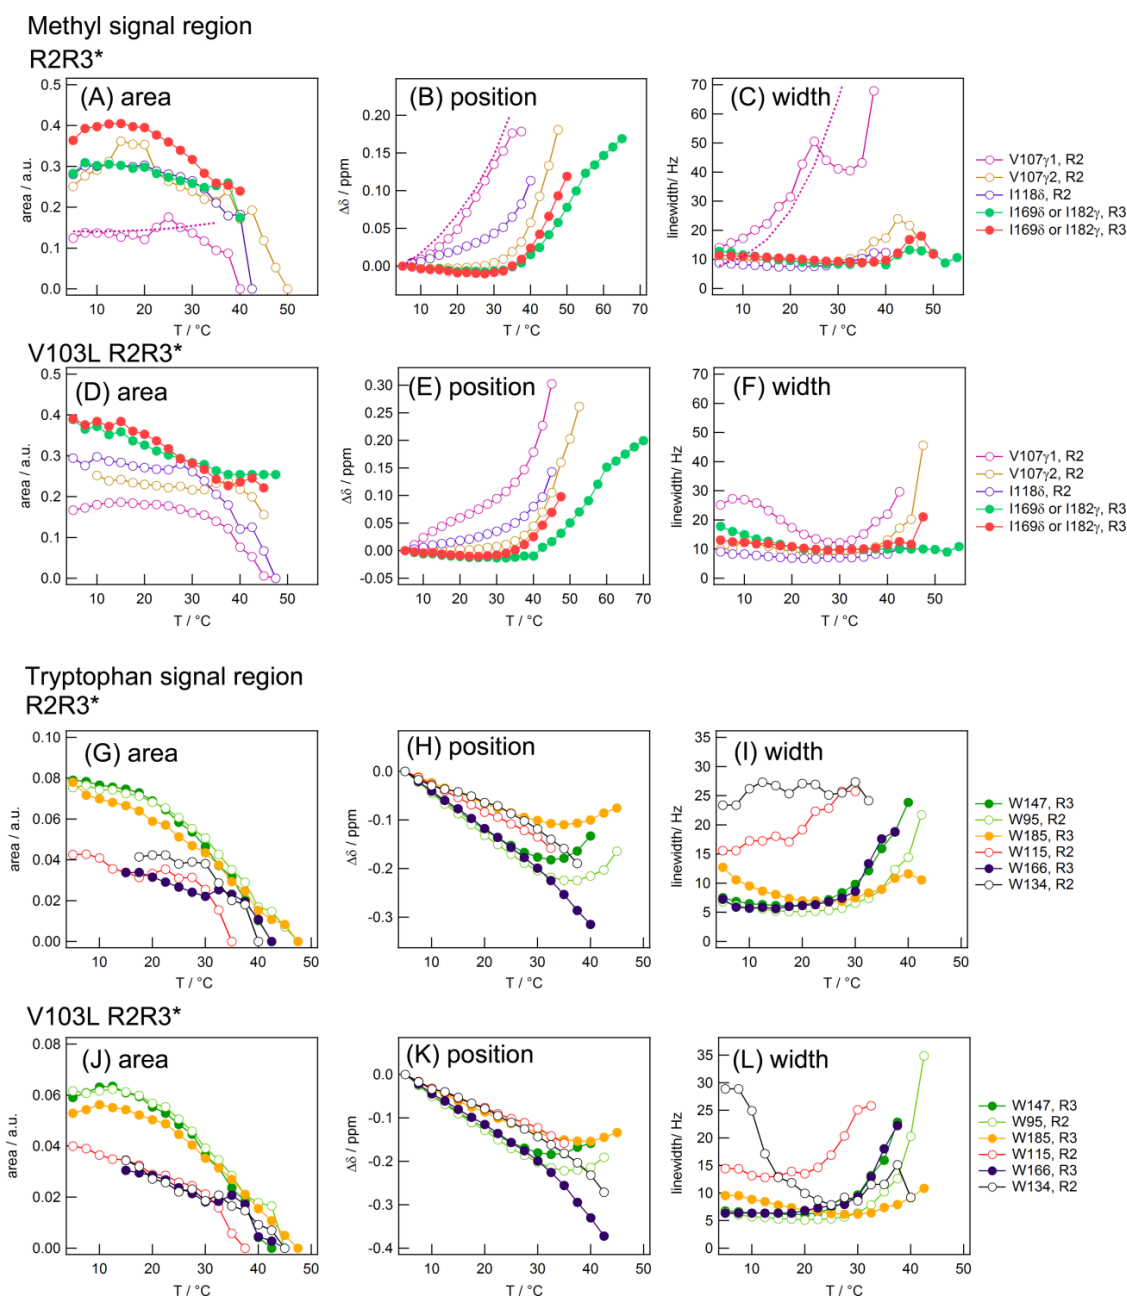 Methyl signal region
R2R3*
(A) area
0.5
0.4
0.3
0.2
0.1
0.0
area / a.u.
10 20 30 40 50
T / °C
(B) position
0.20
0.15
0.10
0.05
0.00
Δδ / ppm
10 20 30 40 50 60 70
T / °C
(C) width
70
60
50
40
30
20
10
0
linewidth/ Hz
10 20 30 40 50
T / °C
V107γ1, R2
V107γ2, R2
I118δ, R2
I169δ or I182γ, R3
I169δ or I182γ, R3
V103L R2R3*
(D) area
0.5
0.4
0.3
0.2
0.1
0.0
area / a.u.
10 20 30 40 50
T / °C
(E) position
0.30
0.25
0.20
0.15
0.10
0.05
0.00
-0.05
Δδ / ppm
10 20 30 40 50 60 70
T / °C
(F) width
70
60
50
40
30
20
10
0
linewidth/ Hz
10 20 30 40 50
T / °C
V107γ1, R2
V107γ2, R2
I118δ, R2
I169δ or I182γ, R3
I169δ or I182γ, R3
Tryptophan signal region
R2R3*
(G) area
0.10
0.08
0.06
0.04
0.02
0.00
area / a.u.
10 20 30 40 50
T / °C
(H) position
0.0
-0.1
-0.2
-0.3
Δδ / ppm
10 20 30 40 50
T / °C
(I) width
35
30
25
20
15
10
5
0
linewidth/ Hz
10 20 30 40 50
T / °C
W147, R3
W95, R2
W185, R3
W115, R2
W166, R3
W134, R2
V103L R2R3*
(J) area
0.08
0.06
0.04
0.02
0.00
area / a.u.
10 20 30 40 50
T / °C
(K) position
0.0
-0.1
-0.2
-0.3
-0.4
Δδ / ppm
10 20 30 40 50
T / °C
(L) width
35
30
25
20
15
10
5
0
linewidth/ Hz
10 20 30 40 50
T / °C
W147, R3
W95, R2
W185, R3
W115, R2
W166, R3
W134, R2